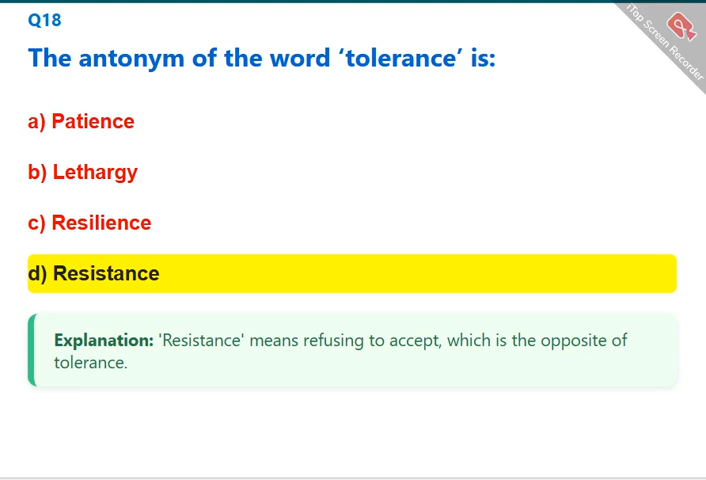 Q18
The antonym of the word ‘tolerance’ is:
a) Patience
b) Lethargy
c) Resilience
d) Resistance
Explanation: 'Resistance' means refusing to accept, which is the opposite of
tolerance.
iTop Screen Recorder